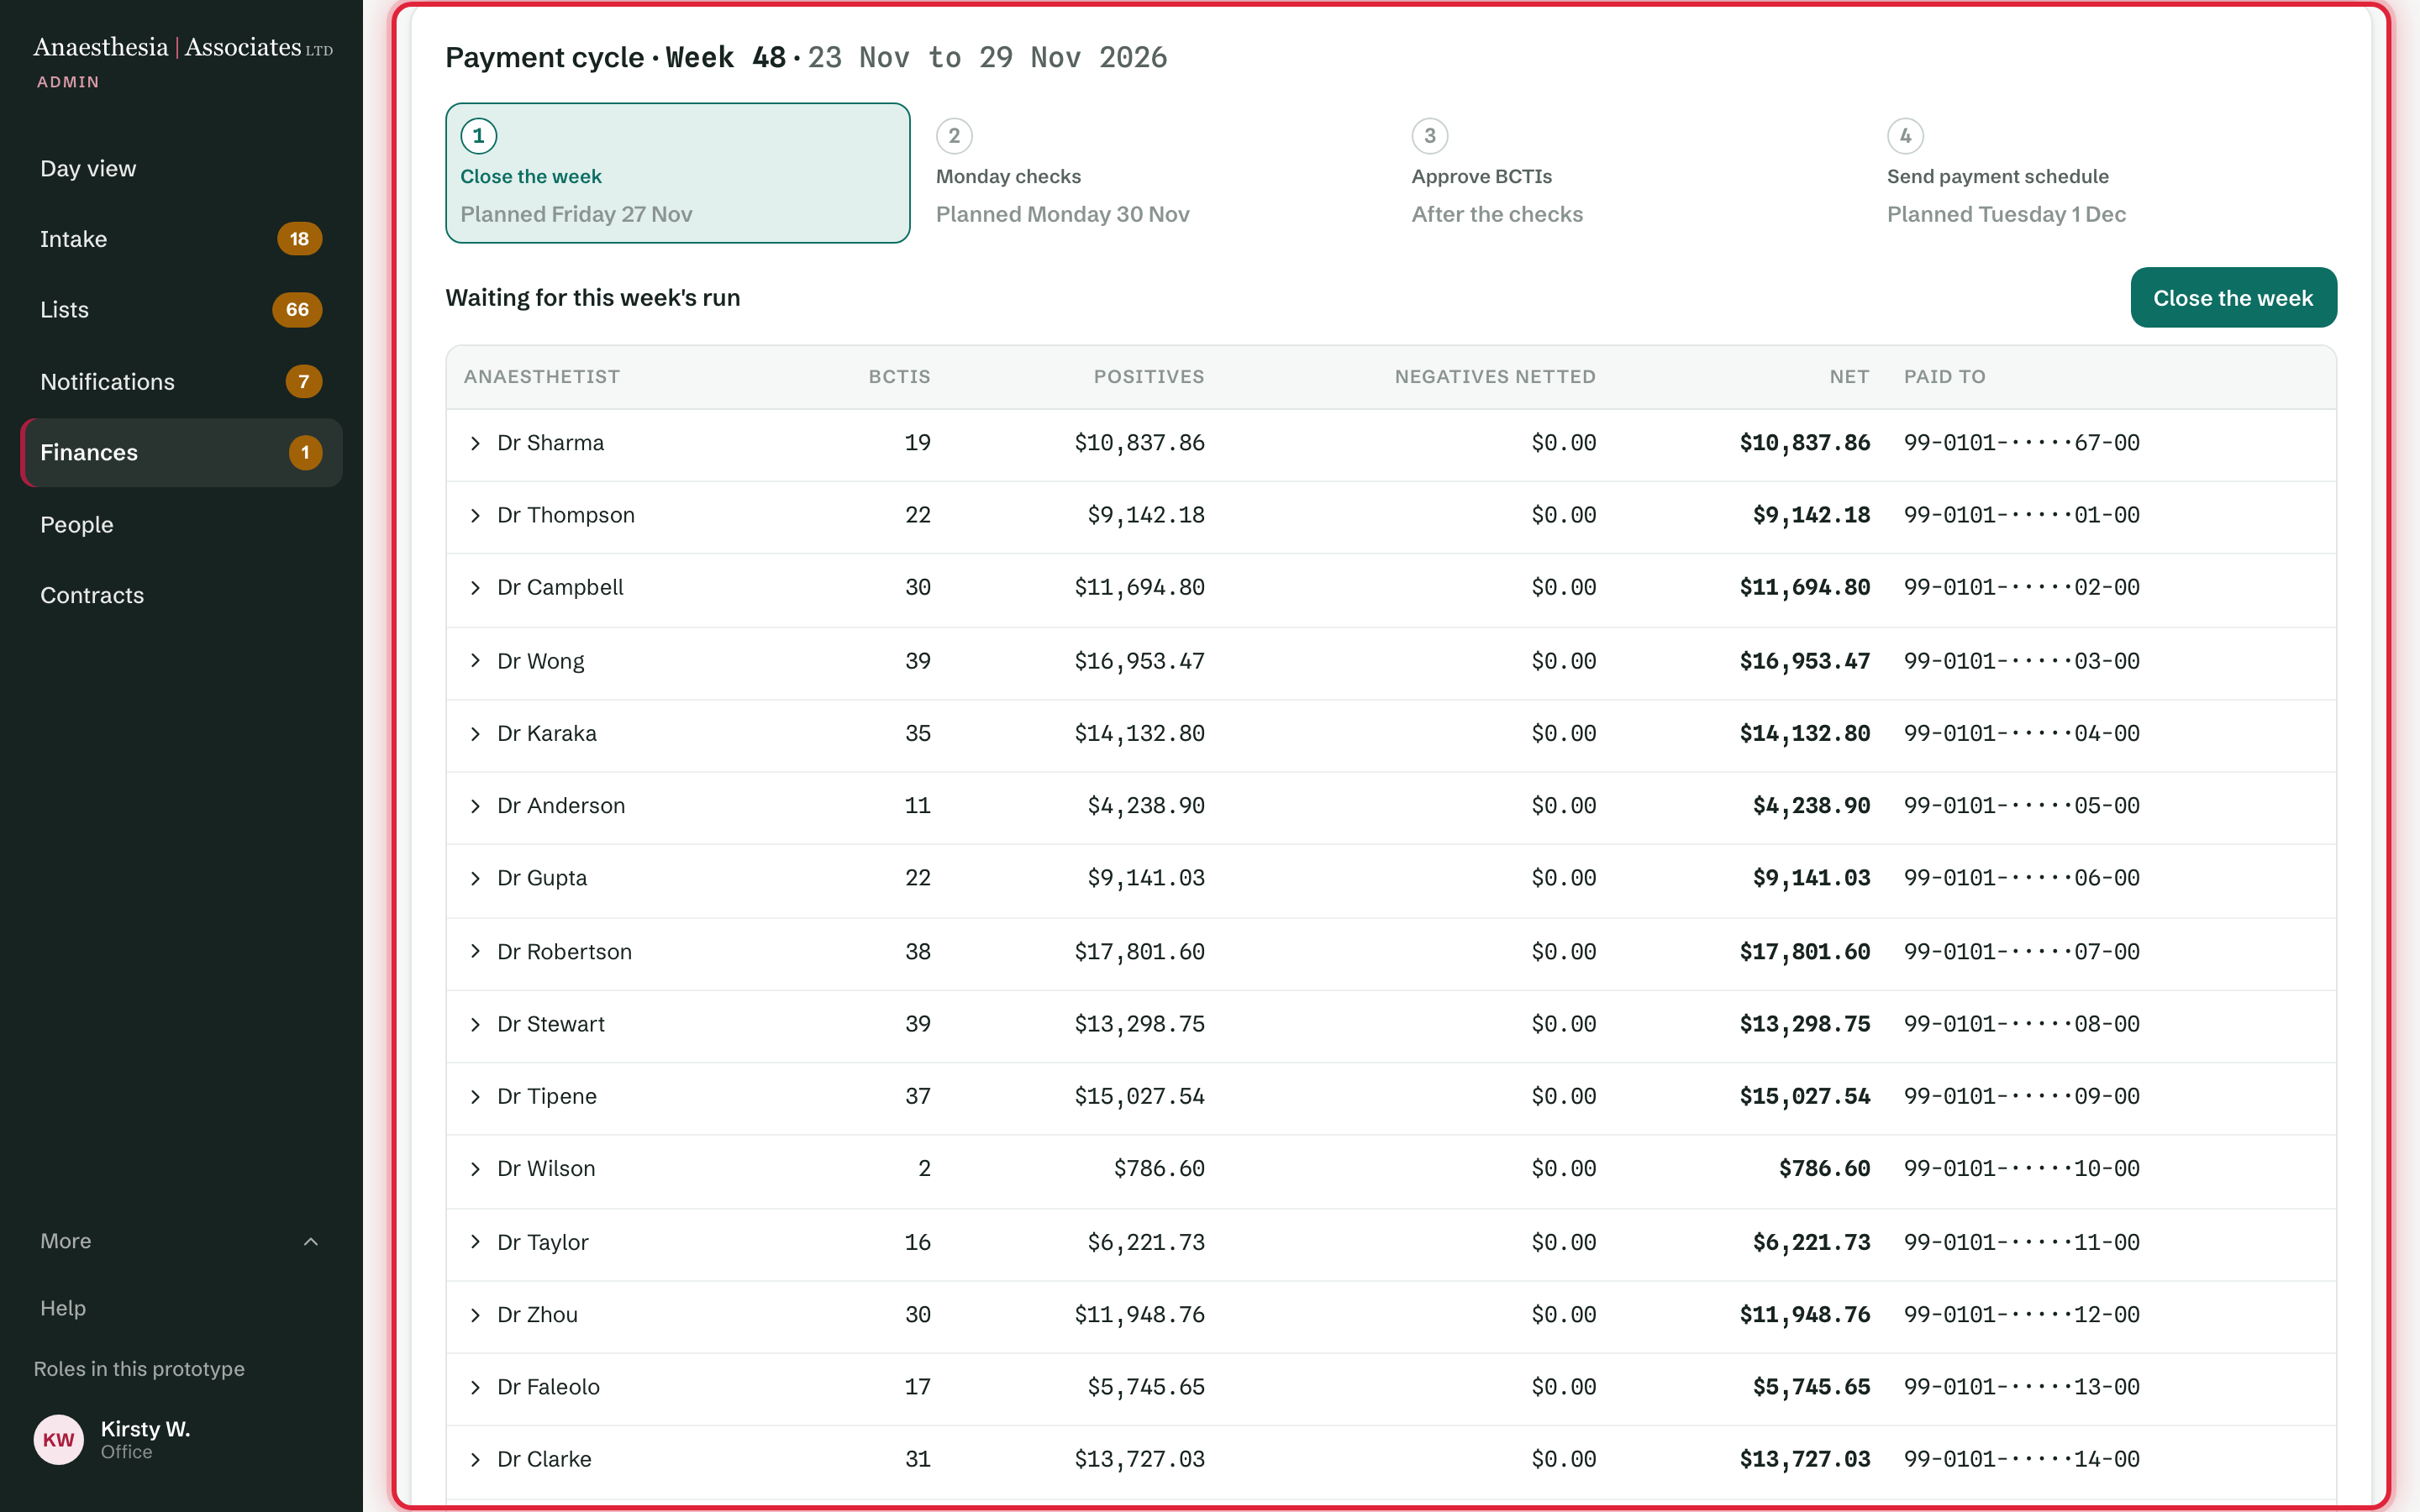 Anaesthesia | Associates LTD
ADMIN
Day view
Intake 18
Lists 66
Notifications 7
Finances 1
People
Contracts
More
Help
Roles in this prototype
KW Kirsty W.
Office
Payment cycle · Week 48 · 23 Nov to 29 Nov 2026
1 2 3 4
Close the week Monday checks Approve BCTIs Send payment schedule
Planned Friday 27 Nov Planned Monday 30 Nov After the checks Planned Tuesday 1 Dec
Waiting for this week's run Close the week
ANAESTHETIST BCTIS POSITIVES NEGATIVES NETTED NET PAID TO
Dr Sharma 19 $10,837.86 $0.00 $10,837.86 99-0101-·····67-00
Dr Thompson 22 $9,142.18 $0.00 $9,142.18 99-0101-·····01-00
Dr Campbell 30 $11,694.80 $0.00 $11,694.80 99-0101-·····02-00
Dr Wong 39 $16,953.47 $0.00 $16,953.47 99-0101-·····03-00
Dr Karaka 35 $14,132.80 $0.00 $14,132.80 99-0101-·····04-00
Dr Anderson 11 $4,238.90 $0.00 $4,238.90 99-0101-·····05-00
Dr Gupta 22 $9,141.03 $0.00 $9,141.03 99-0101-·····06-00
Dr Robertson 38 $17,801.60 $0.00 $17,801.60 99-0101-·····07-00
Dr Stewart 39 $13,298.75 $0.00 $13,298.75 99-0101-·····08-00
Dr Tipene 37 $15,027.54 $0.00 $15,027.54 99-0101-·····09-00
Dr Wilson 2 $786.60 $0.00 $786.60 99-0101-·····10-00
Dr Taylor 16 $6,221.73 $0.00 $6,221.73 99-0101-·····11-00
Dr Zhou 30 $11,948.76 $0.00 $11,948.76 99-0101-·····12-00
Dr Faleolo 17 $5,745.65 $0.00 $5,745.65 99-0101-·····13-00
Dr Clarke 31 $13,727.03 $0.00 $13,727.03 99-0101-·····14-00